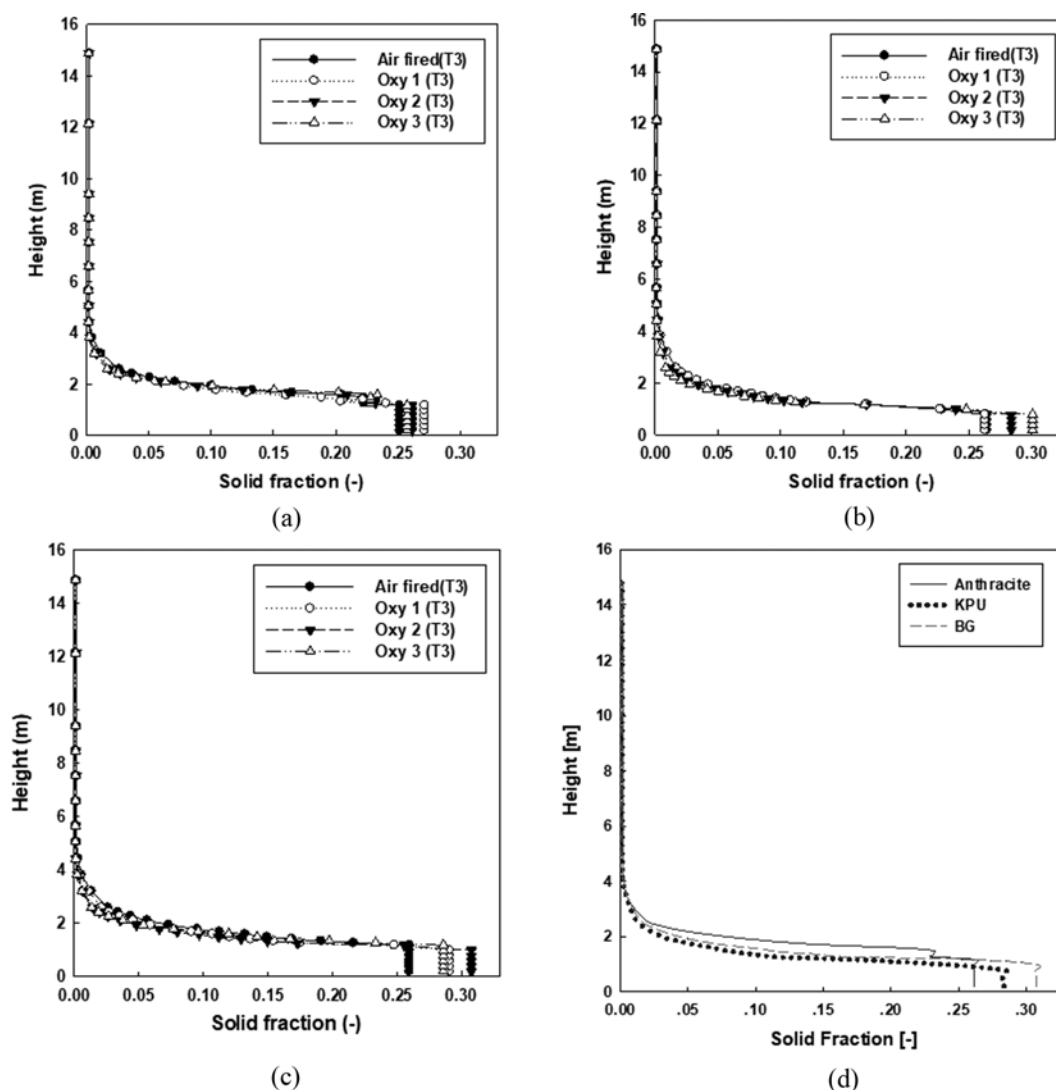 16
14
12
10
8
6
4
2
0
Height (m)
Air fired(T3)
Oxy 1 (T3)
Oxy 2 (T3)
Oxy 3 (T3)
0.00 0.05 0.10 0.15 0.20 0.25 0.30
Solid fraction (-)
(a)
16
14
12
10
8
6
4
2
0
Height (m)
Air fired(T3)
Oxy 1 (T3)
Oxy 2 (T3)
Oxy 3 (T3)
0.00 0.05 0.10 0.15 0.20 0.25 0.30
Solid fraction (-)
(b)
16
14
12
10
8
6
4
2
0
Height (m)
Air fired(T3)
Oxy 1 (T3)
Oxy 2 (T3)
Oxy 3 (T3)
0.00 0.05 0.10 0.15 0.20 0.25 0.30
Solid fraction (-)
(c)
16
14
12
10
8
6
4
2
0
Height [m]
Anthracite
KPU
BG
0.00 .05 .10 .15 .20 .25 .30
Solid Fraction [-]
(d)